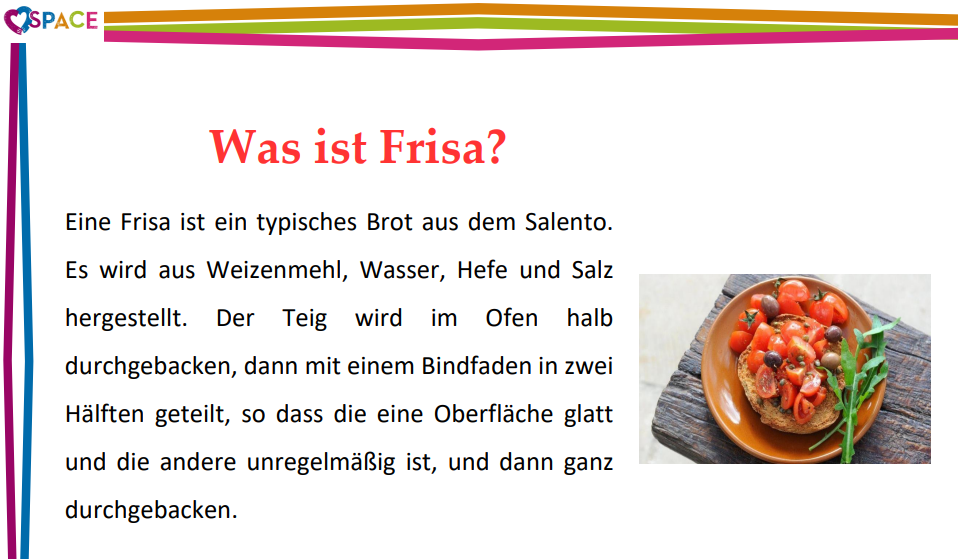 SPACE
Was ist Frisa?
Eine Frisa ist ein typisches Brot aus dem Salento.
Es wird aus Weizenmehl, Wasser, Hefe und Salz
hergestellt. Der Teig wird im Ofen halb
durchgebacken, dann mit einem Bindfaden in zwei
Hälften geteilt, so dass die eine Oberfläche glatt
und die andere unregelmäßig ist, und dann ganz
durchgebacken.